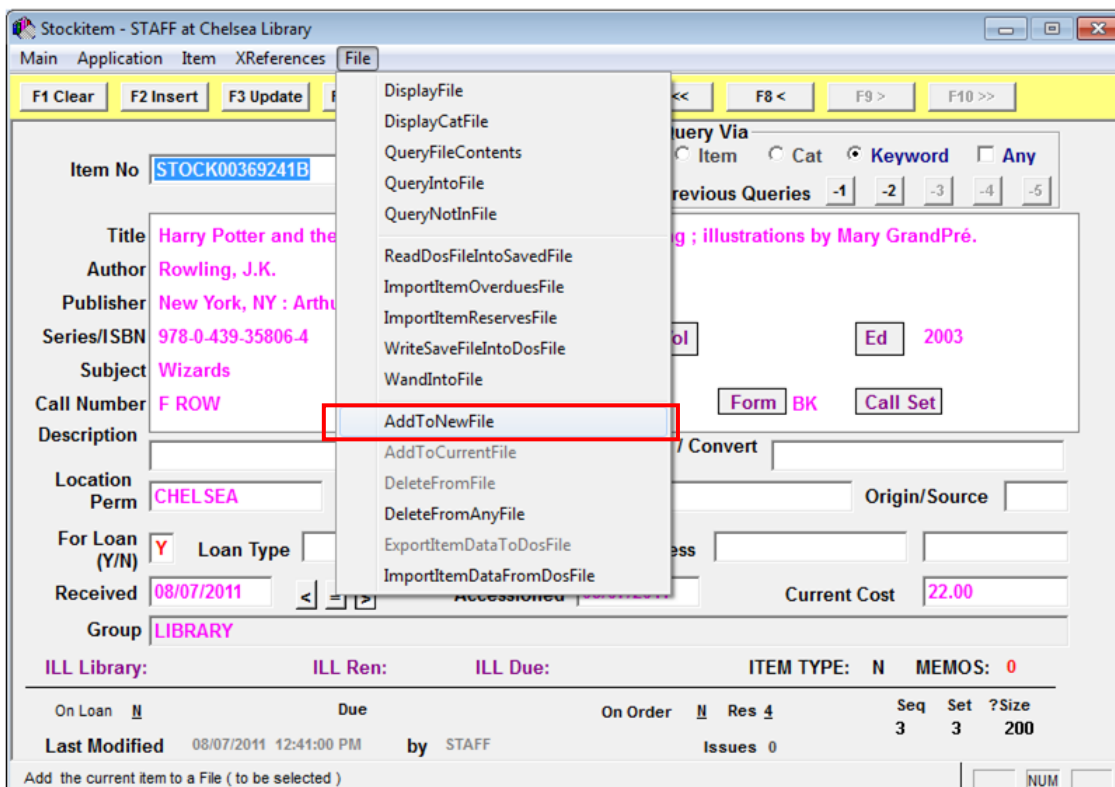 Stockitem - STAFF at Chelsea Library
Main Application Item XReferences File
F1 Clear F2 Insert F3 Update << F8 < F9 > F10 >>
DisplayFile
DisplayCatFile
QueryFileContents
QueryIntoFile
QueryNotInFile
ReadDosFileIntoSavedFile
ImportItemOverduesFile
ImportItemReservesFile
WriteSaveFileIntoDosFile
WandIntoFile
AddToNewFile
AddToCurrentFile
DeleteFromFile
DeleteFromAnyFile
ExportItemDataToDosFile
ImportItemDataFromDosFile
Via
Item Cat Keyword Any
Queries -1 -2 -3 -4 -5
Item No STOCK00369241B
Title Harry Potter and the ; illustrations by Mary GrandPré.
Author Rowling, J.K.
Publisher New York, NY :
Series/ISBN 978-0-439-35806-4 Ed 2003
Subject Wizards
Call Number F ROW Form BK Call Set
Description / Convert
Location
Perm CHELSEA Origin/Source
For Loan
(Y/N) Y Loan Type
Received 08/07/2011 < = > Accessioned Current Cost 22.00
Group LIBRARY
ILL Library: ILL Ren: ILL Due: ITEM TYPE: N MEMOS: 0
On Loan N Due On Order N Res 4 Seq Set ?Size
3 3 200
Last Modified 08/07/2011 12:41:00 PM by STAFF Issues 0
Add the current item to a File ( to be selected ) NUM